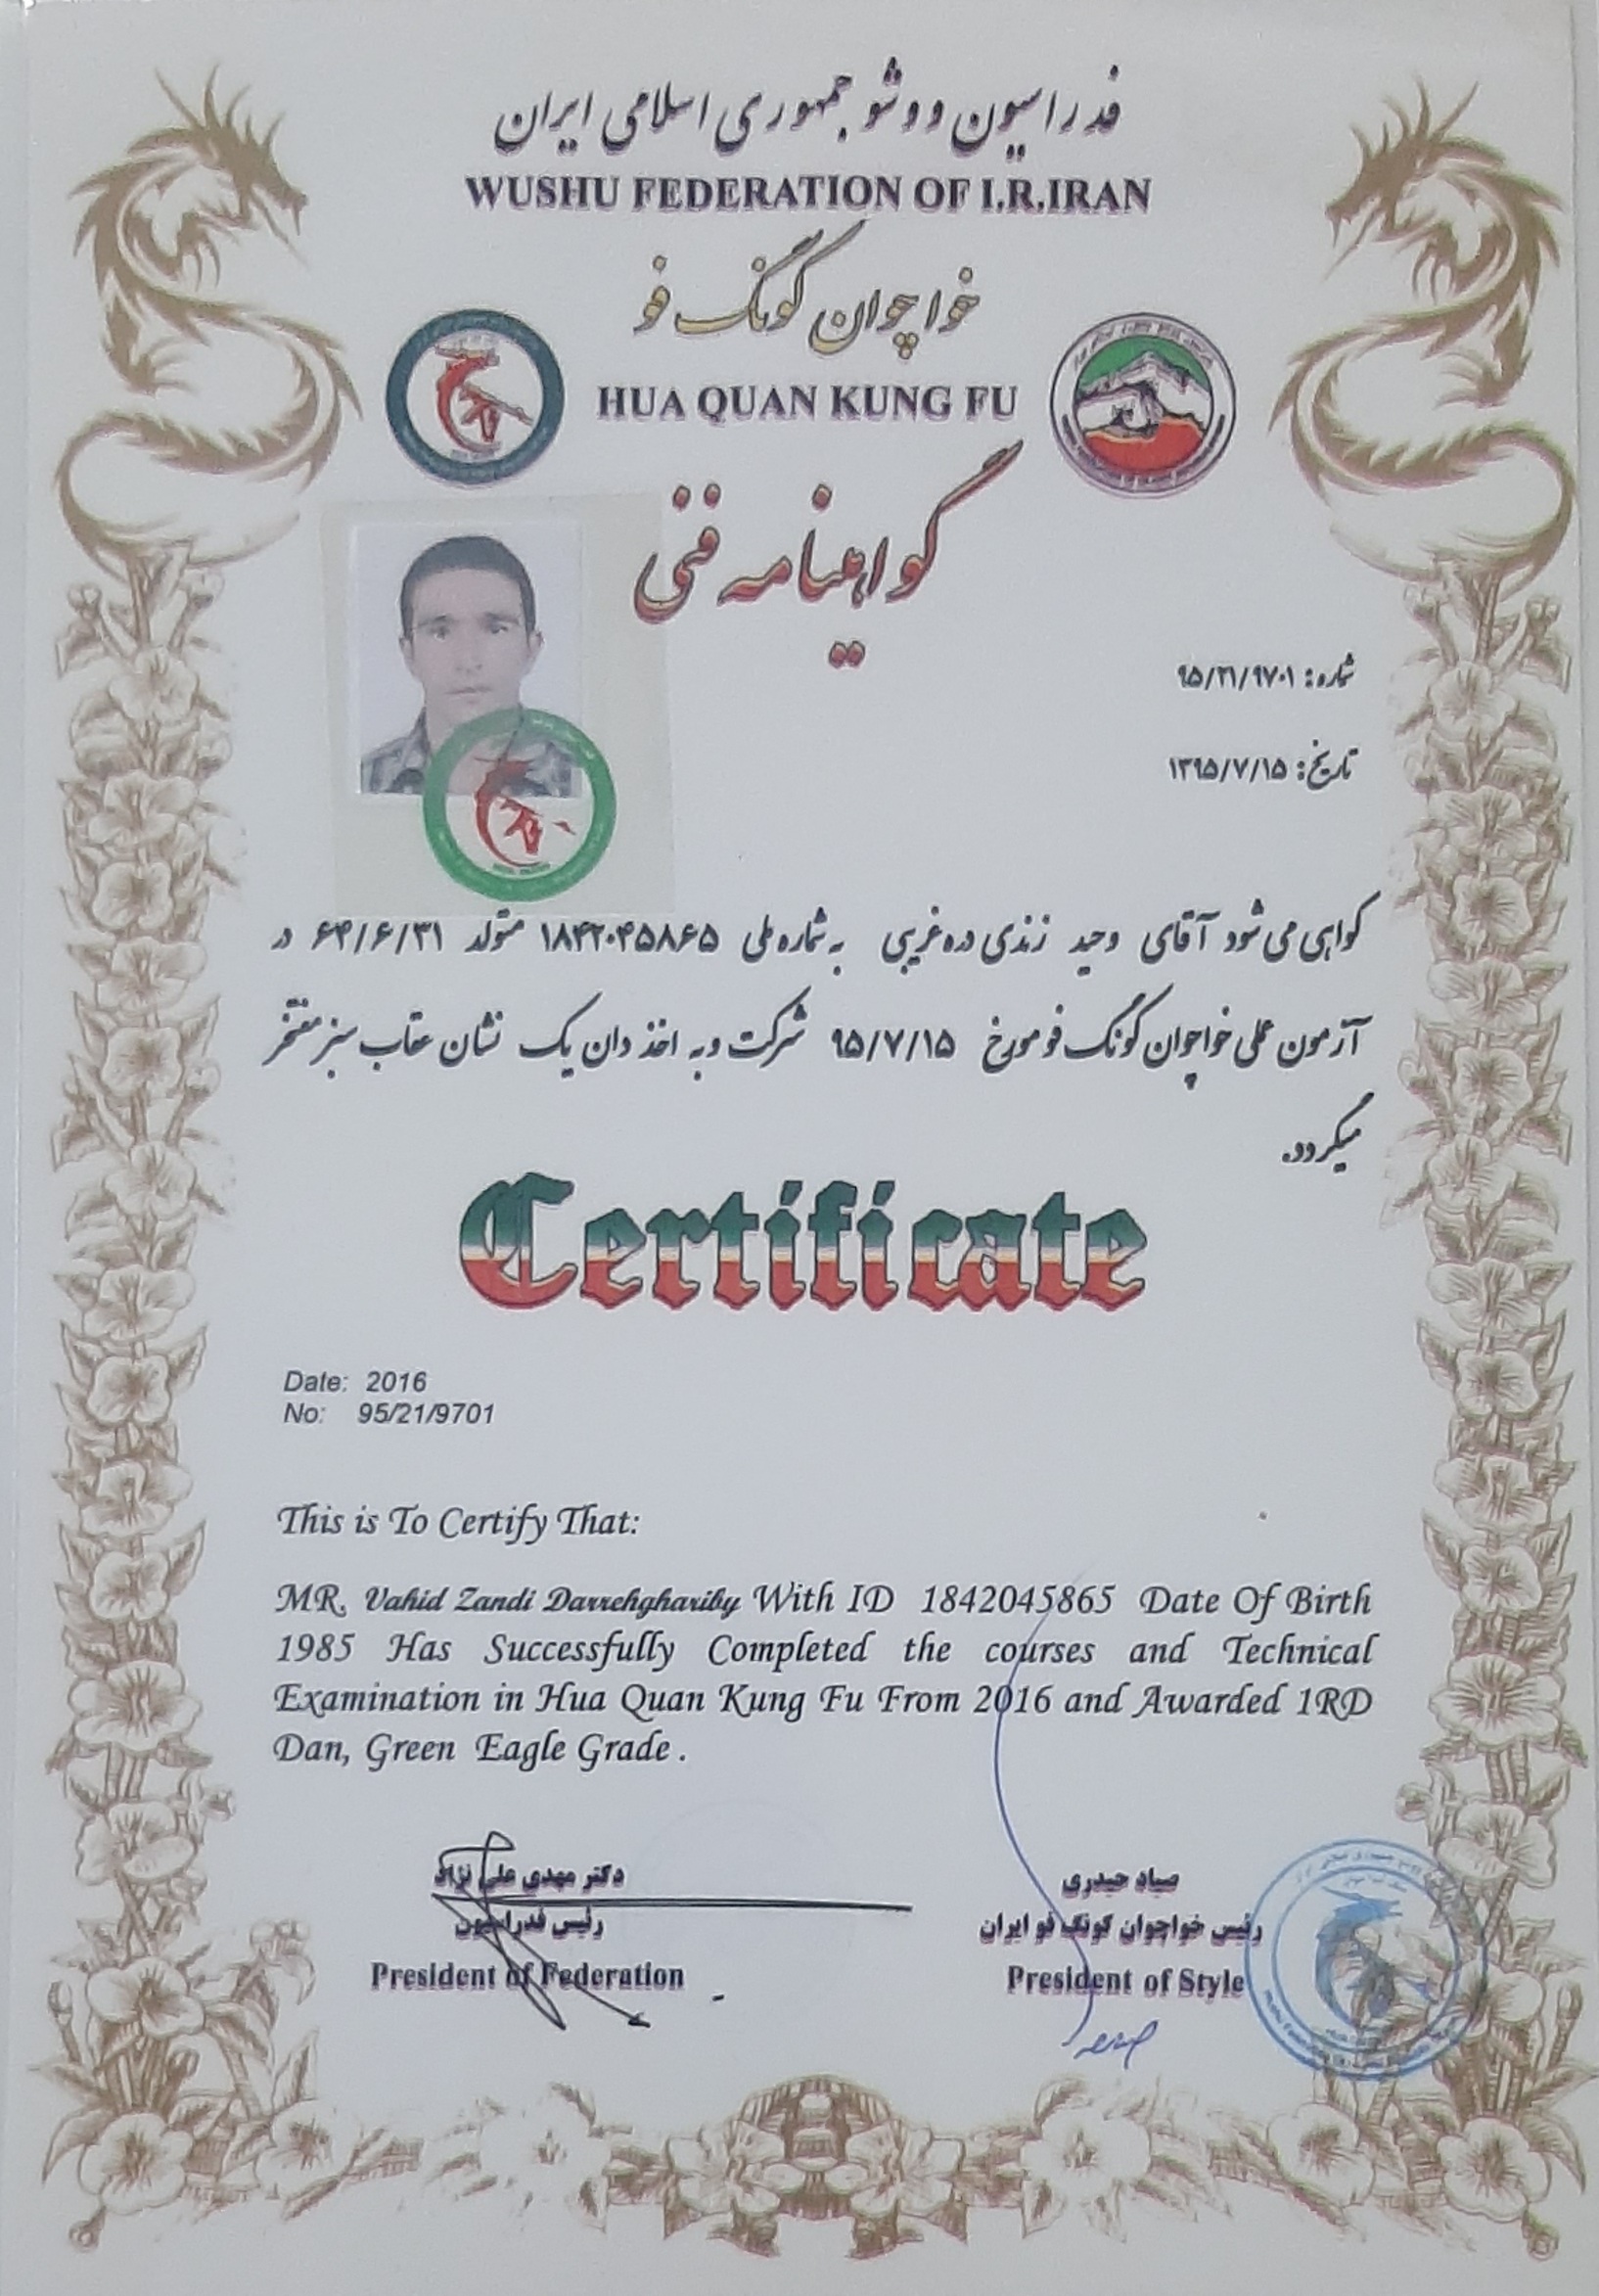 فدراسیون ووشو جمهوری اسلامی ایران
WUSHU FEDERATION OF I.R.IRAN
خواچوان کونگ فو
HUA QUAN KUNG FU
گواهینامه فنی
شماره: ۹۵/۲۱/۹۷۰۱
تاریخ: ۱۳۹۵/۷/۱۵
گواهی می شود آقای وحید زندی دره غریبی به شماره ملی ۱۸۴۲۰۴۵۸۶۵ متولد ۶۴/۶/۳۱ در
آزمون عملی خواچوان کونگ فو مورخ ۹۵/۷/۱۵ شرکت و به اخذ دان یک نشان عقاب سبز مفتخر
میگردد.
Certificate
Date: 2016
No: 95/21/9701
This is To Certify That:
MR. Vahid Zandi Darrehghariby With ID 1842045865 Date Of Birth
1985 Has Successfully Completed the courses and Technical
Examination in Hua Quan Kung Fu From 2016 and Awarded 1RD
Dan, Green Eagle Grade .
صیاد حیدری
رئیس خواچوان کونگ فو ایران
President of Style
دکتر مهدی علی نژاد
رئیس فدراسیون
President of Federation